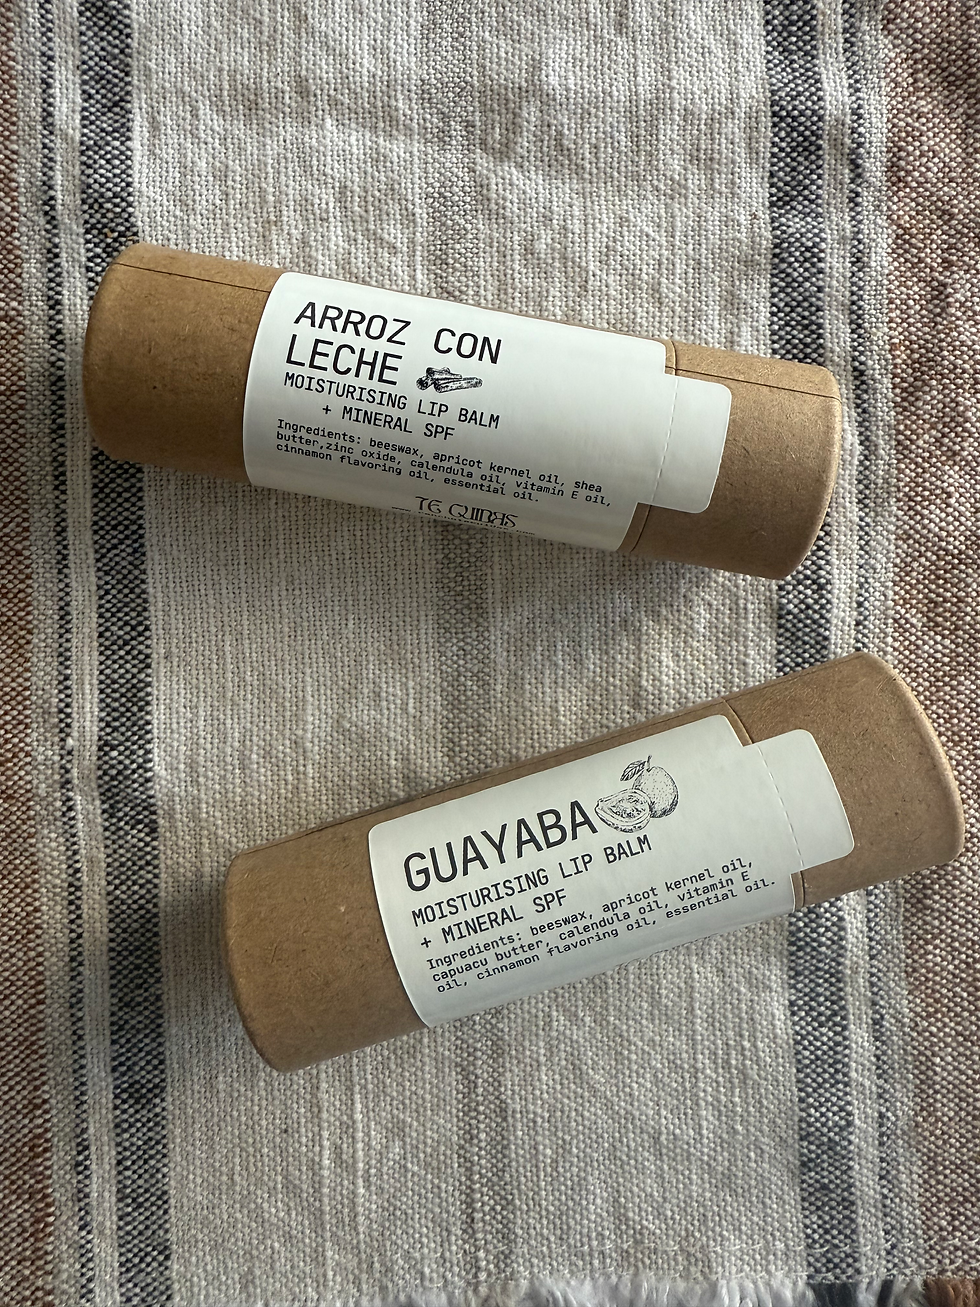 ARROZ CON
LECHE
MOISTURISING LIP BALM
+ MINERAL SPF
Ingredients: beeswax, apricot kernel oil, shea
butter,zinc oxide, calendula oil, vitamin E oil,
cinnamon flavoring oil, essential oil.
GUAYABA
MOISTURISING LIP BALM
+ MINERAL SPF
Ingredients: beeswax, apricot kernel oil,
capuacu butter, calendula oil, vitamin E
oil, cinnamon flavoring oil, essential oil.